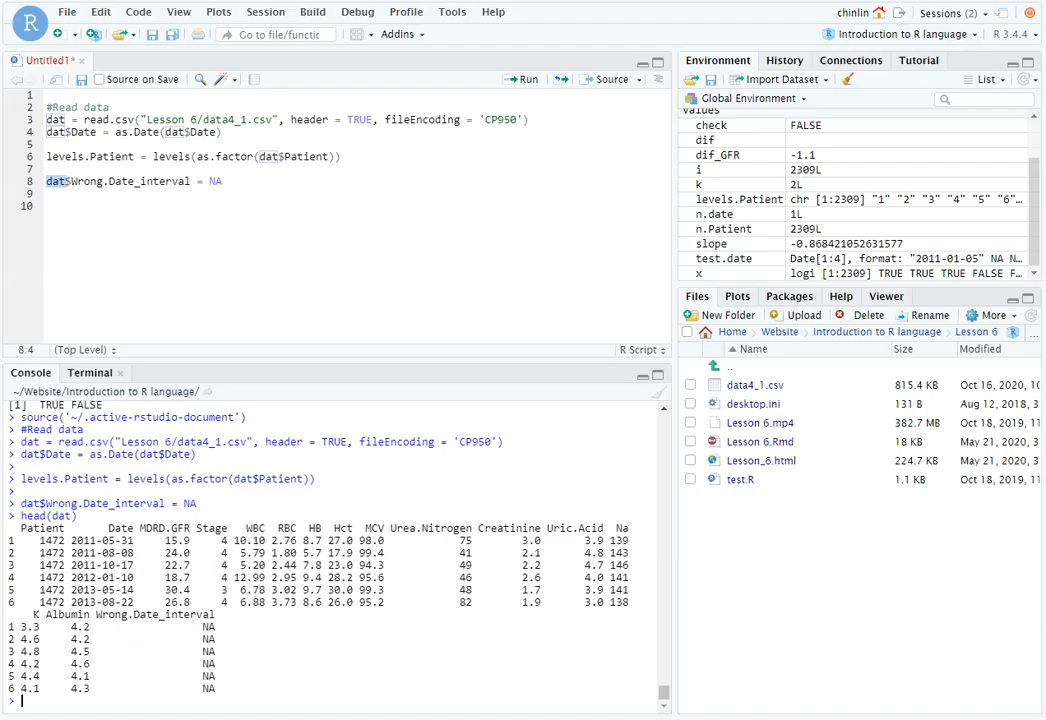 File Edit Code View Plots Session Build Debug Profile Tools Help
chinlin Sessions (2)
Go to file/functic Addins
Introduction to R language R 3.4.4
Untitled1*
Source on Save Run Source
1
2 #Read data
3 dat = read.csv("Lesson 6/data4_1.csv", header = TRUE, fileEncoding = 'CP950')
4 dat$Date = as.Date(dat$Date)
5
6 levels.Patient = levels(as.factor(dat$Patient))
7
8 dat$Wrong.Date_interval = NA
9
10
8:4 (Top Level) R Script
Console Terminal
~/Website/Introduction to R language/
[1] TRUE FALSE
> source('~/.active-rstudio-document')
> #Read data
> dat = read.csv("Lesson 6/data4_1.csv", header = TRUE, fileEncoding = 'CP950')
> dat$Date = as.Date(dat$Date)
>
> levels.Patient = levels(as.factor(dat$Patient))
>
> dat$Wrong.Date_interval = NA
> head(dat)
Patient Date MDRD.GFR Stage WBC RBC HB Hct MCV Urea.Nitrogen Creatinine Uric.Acid Na
1 1472 2011-05-31 15.9 4 10.10 2.76 8.7 27.0 98.0 75 3.0 3.9 139
2 1472 2011-08-08 24.0 4 5.79 1.80 5.7 17.9 99.4 41 2.1 4.8 143
3 1472 2011-10-17 22.7 4 5.20 2.44 7.8 23.0 94.3 49 2.2 4.7 146
4 1472 2012-01-10 18.7 4 12.99 2.95 9.4 28.2 95.6 46 2.6 4.0 141
5 1472 2013-05-14 30.4 3 6.78 3.02 9.7 30.0 99.3 48 1.7 3.9 141
6 1472 2013-08-22 26.8 4 6.88 3.73 8.6 26.0 95.2 82 1.9 3.0 138
K Albumin Wrong.Date_interval
1 3.3 4.2 NA
2 4.6 4.2 NA
3 4.8 4.5 NA
4 4.2 4.6 NA
5 4.4 4.1 NA
6 4.1 4.3 NA
>
Environment History Connections Tutorial
Import Dataset List
Global Environment
values
check FALSE
dif
dif_GFR -1.1
i 2309L
k 2L
levels.Patient chr [1:2309] "1" "2" "3" "4" "5" "6"…
n.date 1L
n.Patient 2309L
slope -0.868421052631577
test.date Date[1:4], format: "2011-01-05" NA N…
x logi [1:2309] TRUE TRUE TRUE FALSE F…
Files Plots Packages Help Viewer
New Folder Upload Delete Rename More
Home Website Introduction to R language Lesson 6 ...
Name Size Modified
..
data4_1.csv 815.4 KB Oct 16, 2020, 10
desktop.ini 131 B Aug 12, 2018, 3
Lesson 6.mp4 382.7 MB Oct 18, 2019, 11
Lesson 6.Rmd 18 KB May 21, 2020, 3
Lesson_6.html 224.7 KB May 21, 2020, 3
test.R 1.1 KB Oct 18, 2019, 11